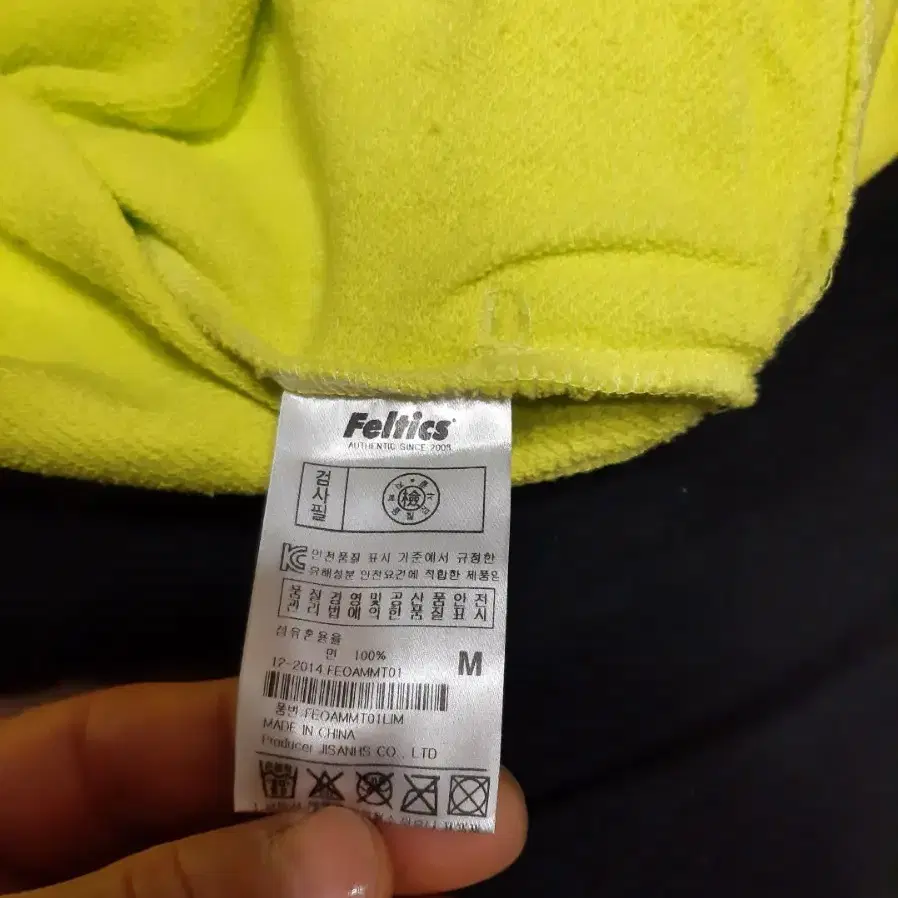 Feltics
AUTHENTIC SINCE 2008
검사필
檢
안전품질 표시 기준에서 규정한
유해성분 안전요건에 적합한 제품은
품질경영및공산품안전
관리법에의한품질표시
섬유혼용율
면 100%
M
12-2014 FEOAMMT01
품번:FEOAMMT01LIM
MADE IN CHINA
Producer JISANHS CO., LTD